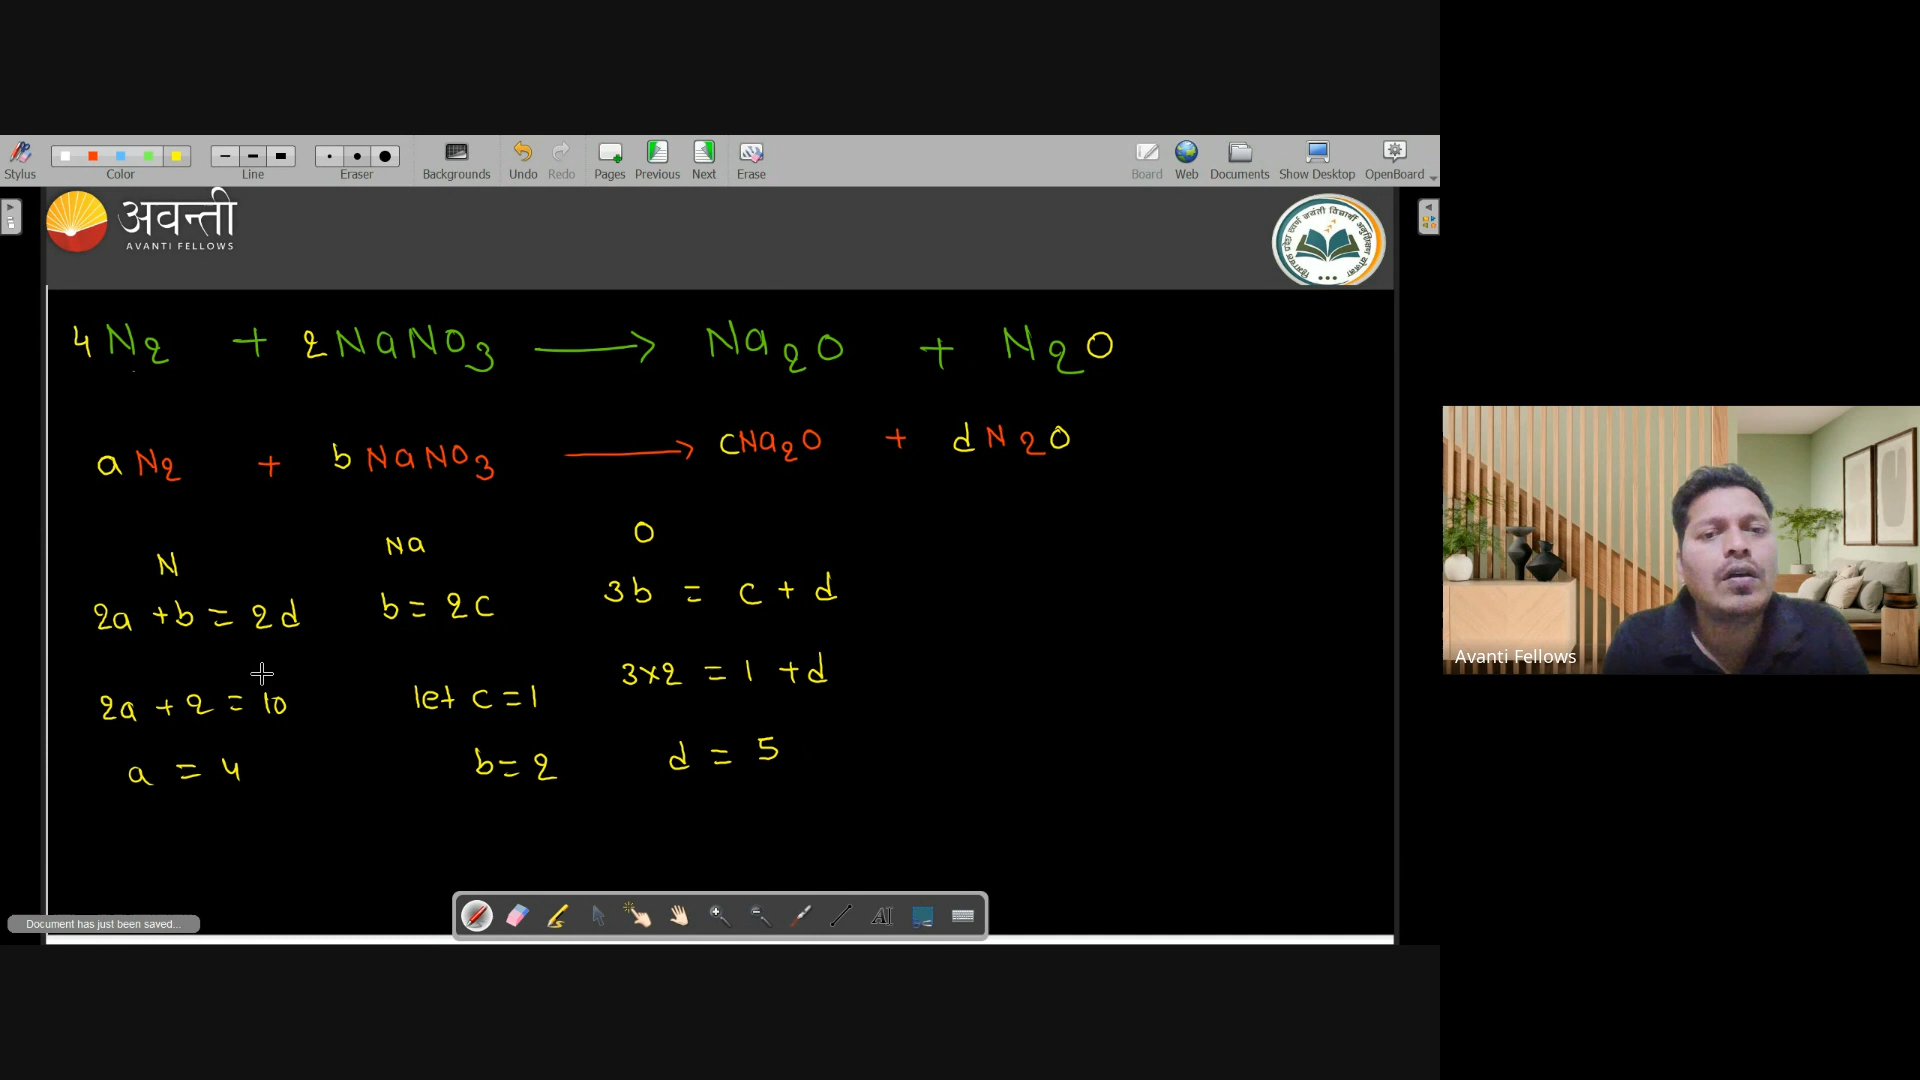 Stylus Color Line Eraser Backgrounds Undo Redo Pages Previous Next Erase Board Web Documents Show Desktop OpenBoard
अवन्ती
AVANTI FELLOWS
4N2 + 2NaNO3 → Na2O + N2O
aN2 + bNaNO3 → cNa2O + dN2O
N Na O
2a + b = 2d b = 2c 3b = c + d
2a + 2 = 10 let c = 1 3×2 = 1 + d
a = 4 b = 2 d = 5
Avanti Fellows
Document has just been saved...